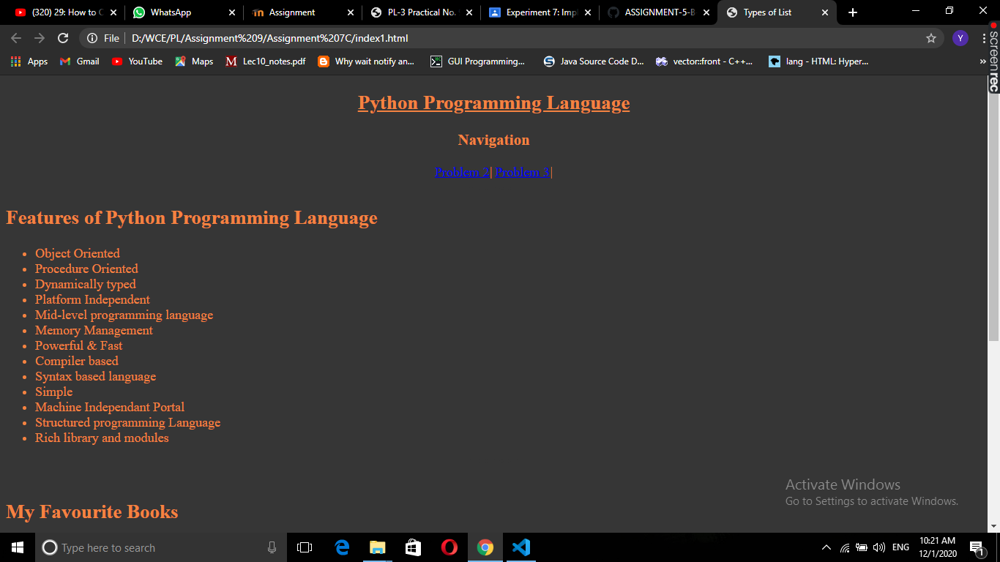 (320) 29: How to C
WhatsApp
Assignment
PL-3 Practical No.
Experiment 7: Imp
ASSIGNMENT-5-B
Types of List
File
D:/WCE/PL/Assignment%209/Assignment%207C/index1.html
Y
Apps
Gmail
YouTube
Maps
M Lec10_notes.pdf
Why wait notify an...
GUI Programming...
Java Source Code D...
vector::front - C++...
lang - HTML: Hyper...
»
screenrec
Python Programming Language
Navigation
Problem 2| Problem 3|
Features of Python Programming Language
• Object Oriented
• Procedure Oriented
• Dynamically typed
• Platform Independent
• Mid-level programming language
• Memory Management
• Powerful & Fast
• Compiler based
• Syntax based language
• Simple
• Machine Independant Portal
• Structured programming Language
• Rich library and modules
My Favourite Books
Activate Windows
Go to Settings to activate Windows.
Type here to search
ENG
10:21 AM
12/1/2020
1